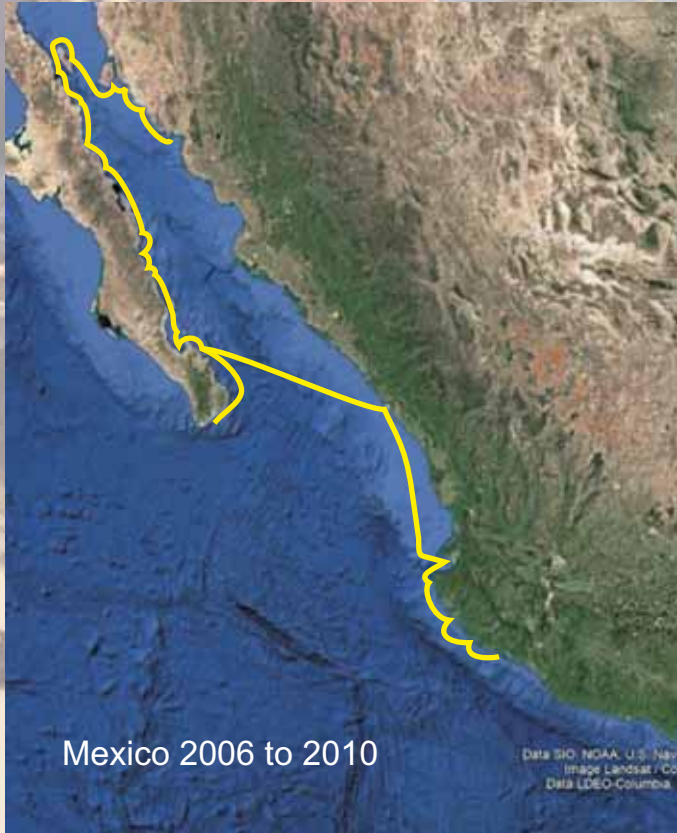 Mexico 2006 to 2010
Data SIO, NOAA, U.S. Nav
Image Landsat / Co
Data LDEO-Columbia,